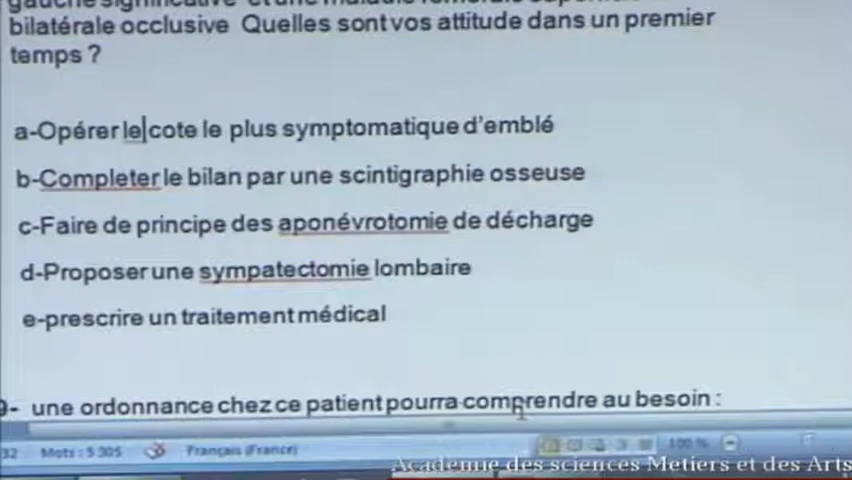 bilatérale occlusive Quelles sont vos attitude dans un premier
temps ?
a-Opérer le cote le plus symptomatique d'emblé
b-Completer le bilan par une scintigraphie osseuse
c-Faire de principe des aponévrotomie de décharge
d-Proposer une sympatectomie lombaire
e-prescrire un traitement médical
9- une ordonnance chez ce patient pourra comprendre au besoin :
32 Mots : 5 305 Français (France) 100 %
Academie des sciences Metiers et des Arts